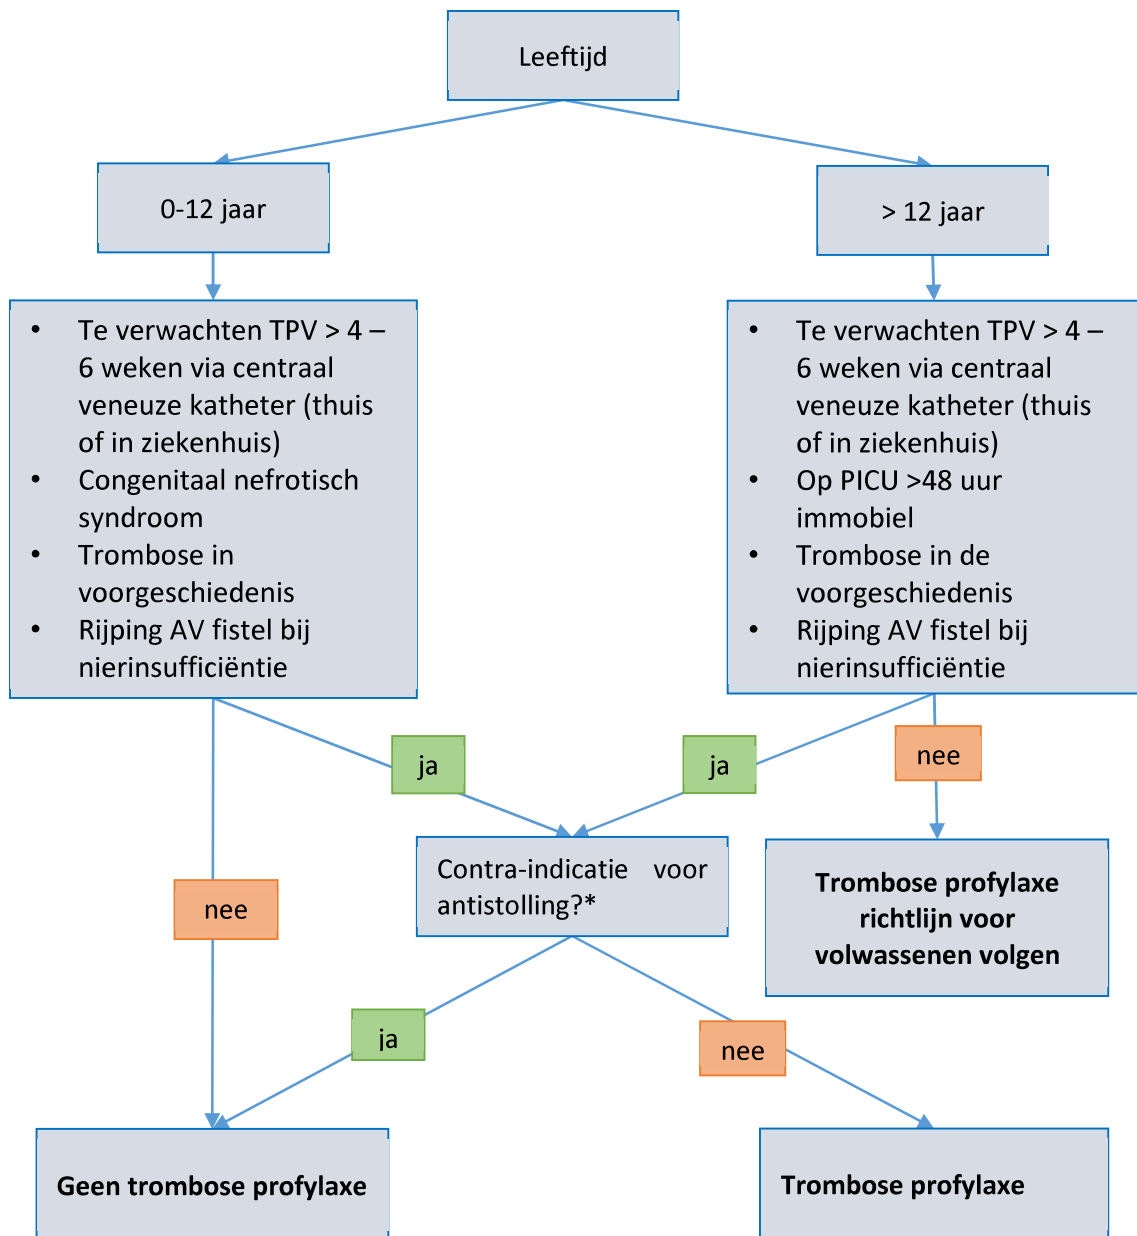 Leeftijd
0-12 jaar
> 12 jaar
• Te verwachten TPV > 4 –
6 weken via centraal
veneuze katheter (thuis
of in ziekenhuis)
• Congenitaal nefrotisch
syndroom
• Trombose in
voorgeschiedenis
• Rijping AV fistel bij
nierinsufficiëntie
• Te verwachten TPV > 4 –
6 weken via centraal
veneuze katheter (thuis
of in ziekenhuis)
• Op PICU >48 uur
immobiel
• Trombose in de
voorgeschiedenis
• Rijping AV fistel bij
nierinsufficiëntie
ja
ja
nee
nee
Contra-indicatie voor
antistolling?*
Trombose profylaxe
richtlijn voor
volwassenen volgen
ja
nee
Geen trombose profylaxe
Trombose profylaxe